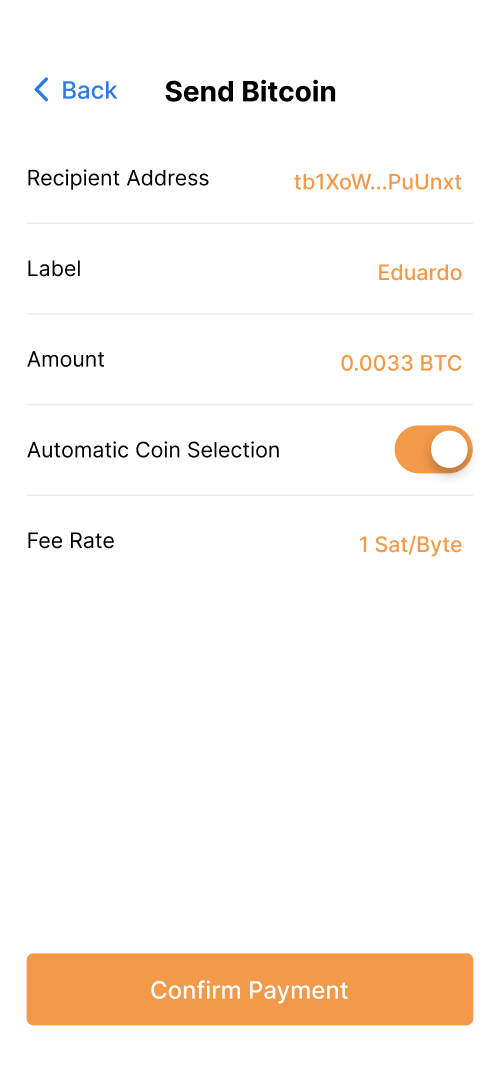 Back
Send Bitcoin
Recipient Address
tb1XoW...PuUnxt
Label
Eduardo
Amount
0.0033 BTC
Automatic Coin Selection
Fee Rate
1 Sat/Byte
Confirm Payment